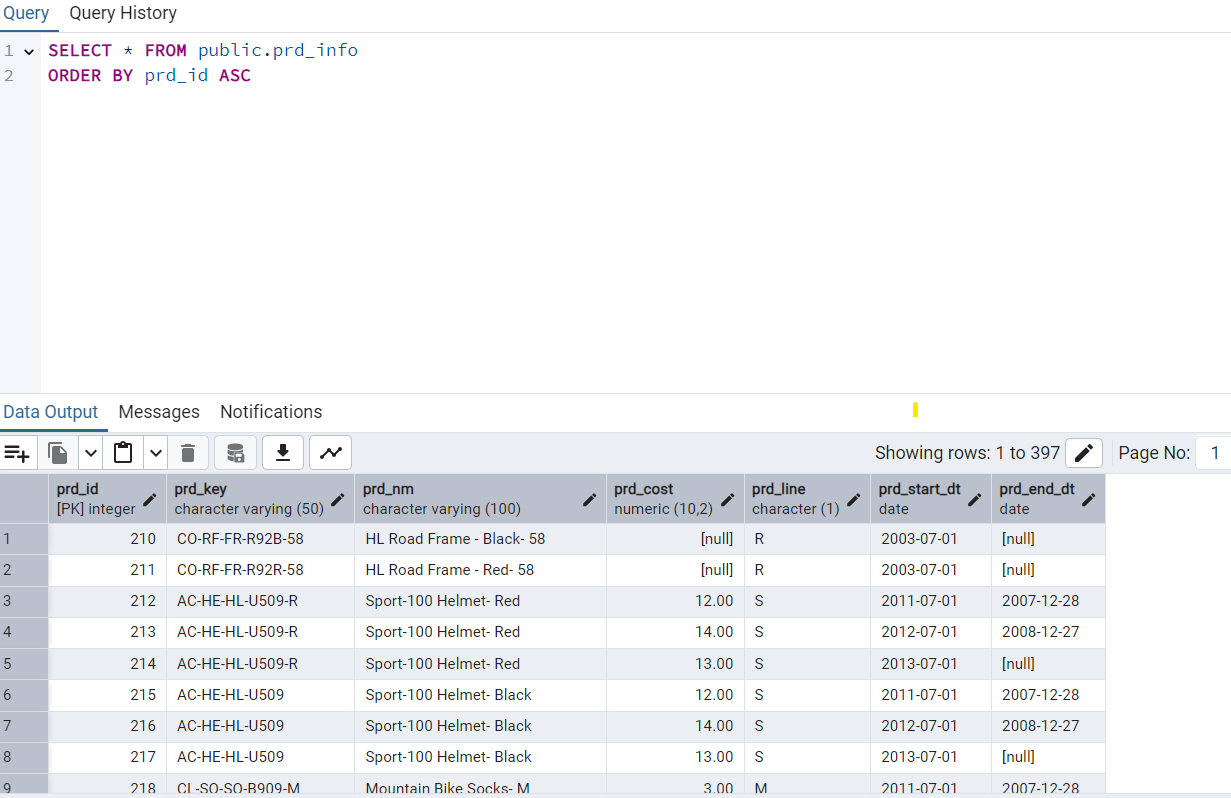 Query Query History
1 SELECT * FROM public.prd_info
2 ORDER BY prd_id ASC
Data Output Messages Notifications
Showing rows: 1 to 397 Page No: 1
prd_id prd_key prd_nm prd_cost prd_line prd_start_dt prd_end_dt
[PK] integer character varying (50) character varying (100) numeric (10,2) character (1) date date
1 210 CO-RF-FR-R92B-58 HL Road Frame - Black- 58 [null] R 2003-07-01 [null]
2 211 CO-RF-FR-R92R-58 HL Road Frame - Red- 58 [null] R 2003-07-01 [null]
3 212 AC-HE-HL-U509-R Sport-100 Helmet- Red 12.00 S 2011-07-01 2007-12-28
4 213 AC-HE-HL-U509-R Sport-100 Helmet- Red 14.00 S 2012-07-01 2008-12-27
5 214 AC-HE-HL-U509-R Sport-100 Helmet- Red 13.00 S 2013-07-01 [null]
6 215 AC-HE-HL-U509 Sport-100 Helmet- Black 12.00 S 2011-07-01 2007-12-28
7 216 AC-HE-HL-U509 Sport-100 Helmet- Black 14.00 S 2012-07-01 2008-12-27
8 217 AC-HE-HL-U509 Sport-100 Helmet- Black 13.00 S 2013-07-01 [null]
9 218 CL-SO-SO-B909-M Mountain Bike Socks- M 3.00 M 2011-07-01 2007-12-28